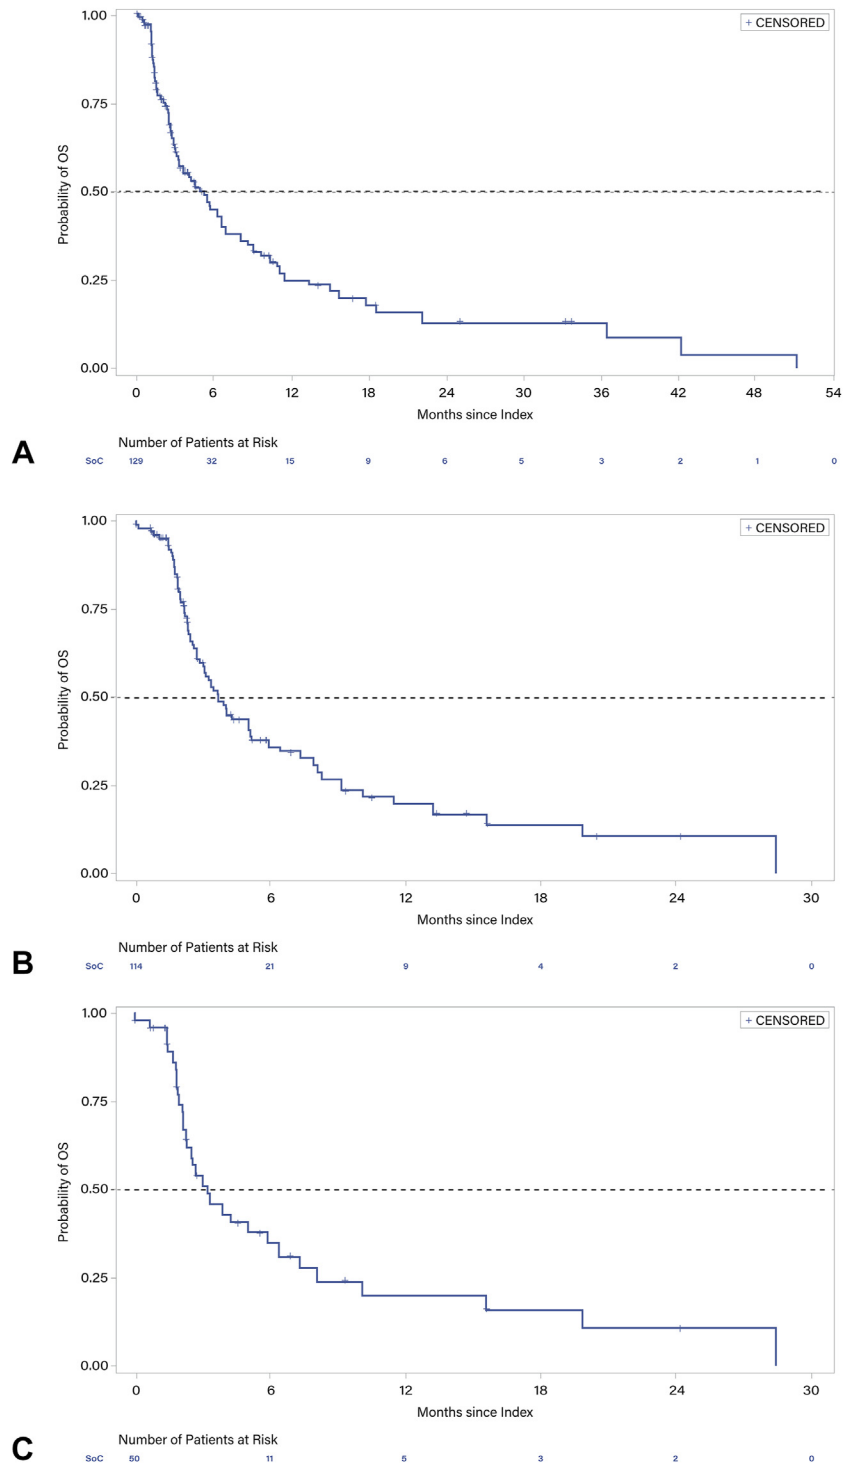 1.00
+ CENSORED
0.75
0.50
0.25
0.00
Probability of OS
0 6 12 18 24 30 36 42 48 54
Months since Index
Number of Patients at Risk
A
SoC 129 32 15 9 6 5 3 2 1 0
1.00
+ CENSORED
0.75
0.50
0.25
0.00
Probability of OS
0 6 12 18 24 30
Months since Index
Number of Patients at Risk
B
SoC 114 21 9 4 2 0
1.00
+ CENSORED
0.75
0.50
0.25
0.00
Probability of OS
0 6 12 18 24 30
Months since Index
Number of Patients at Risk
C
SoC 50 11 5 3 2 0